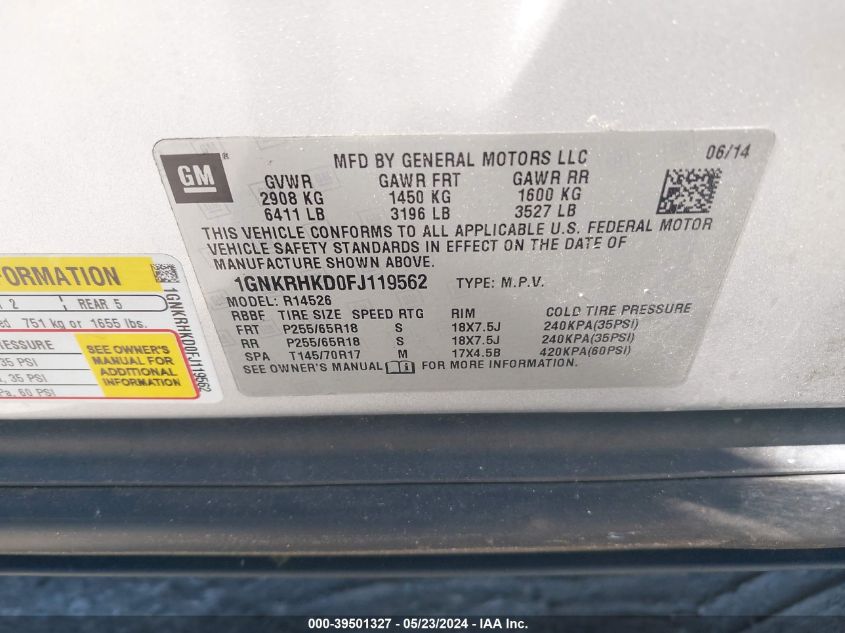 GM
®
MFD BY GENERAL MOTORS LLC
06/14
GVWR GAWR FRT GAWR RR
2908 KG 1450 KG 1600 KG
6411 LB 3196 LB 3527 LB
THIS VEHICLE CONFORMS TO ALL APPLICABLE U.S. FEDERAL MOTOR
VEHICLE SAFETY STANDARDS IN EFFECT ON THE DATE OF
MANUFACTURE SHOWN ABOVE.
1GNKRHKD0FJ119562 TYPE: M.P.V.
MODEL: R14526
RBBF TIRE SIZE SPEED RTG RIM COLD TIRE PRESSURE
FRT P255/65R18 S 18X7.5J 240KPA(35PSI)
RR P255/65R18 S 18X7.5J 240KPA(35PSI)
SPA T145/70R17 M 17X4.5B 420KPA(60PSI)
SEE OWNER'S MANUAL FOR MORE INFORMATION.
FORMATION
2 REAR 5
751 kg or 1655 lbs.
ESSURE
35 PSI
, 35 PSI
a, 60 PSI
SEE OWNER'S
MANUAL FOR
ADDITIONAL
INFORMATION
1GNKRHKD0FJ119562
000-39501327 - 05/23/2024 - IAA Inc.